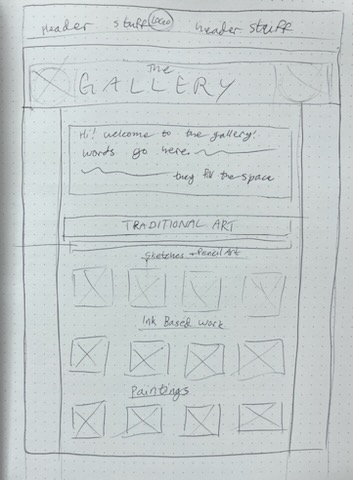 Header stuff Logo header stuff
The
GALLERY
Hi! welcome to the gallery!
words go here
they fill the space
TRADITIONAL ART
Sketches + Pencil Art
Ink Based Work
Paintings